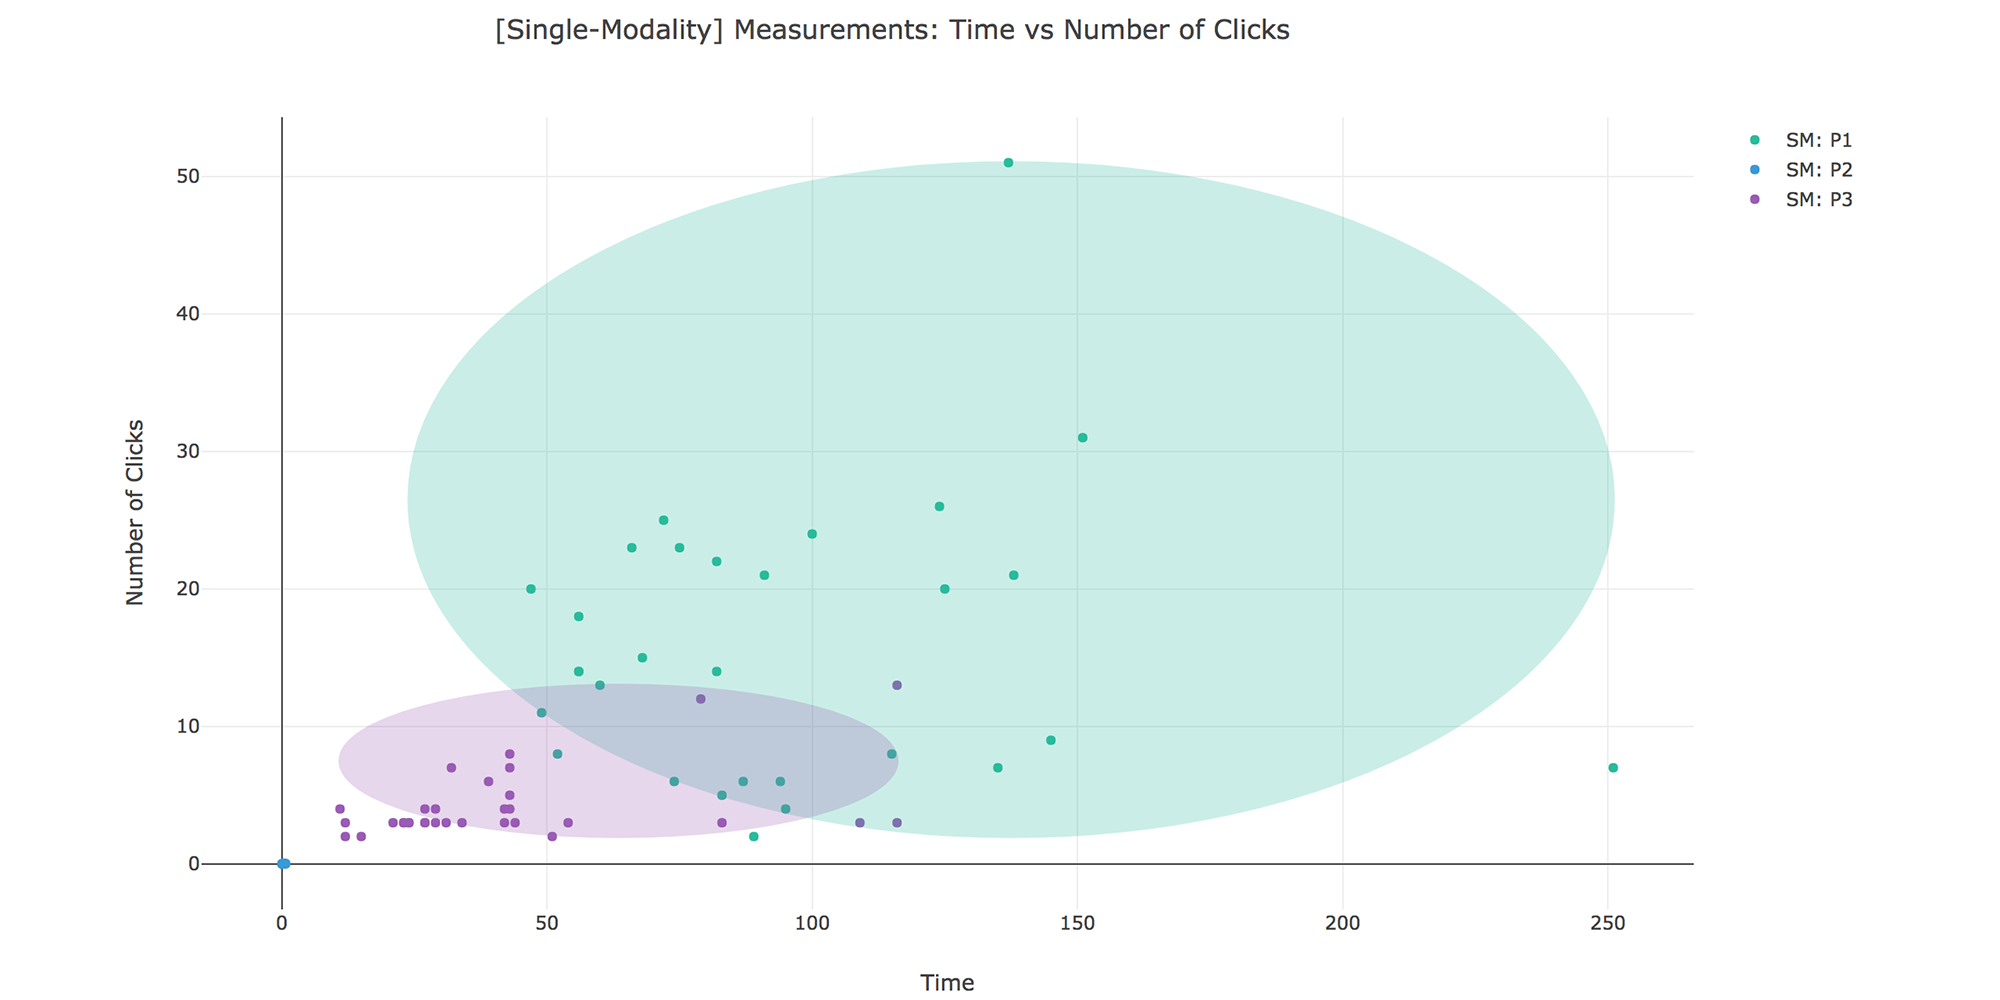 [Single-Modality] Measurements: Time vs Number of Clicks
SM: P1
SM: P2
SM: P3
Number of Clicks
50
40
30
20
10
0
0 50 100 150 200 250
Time